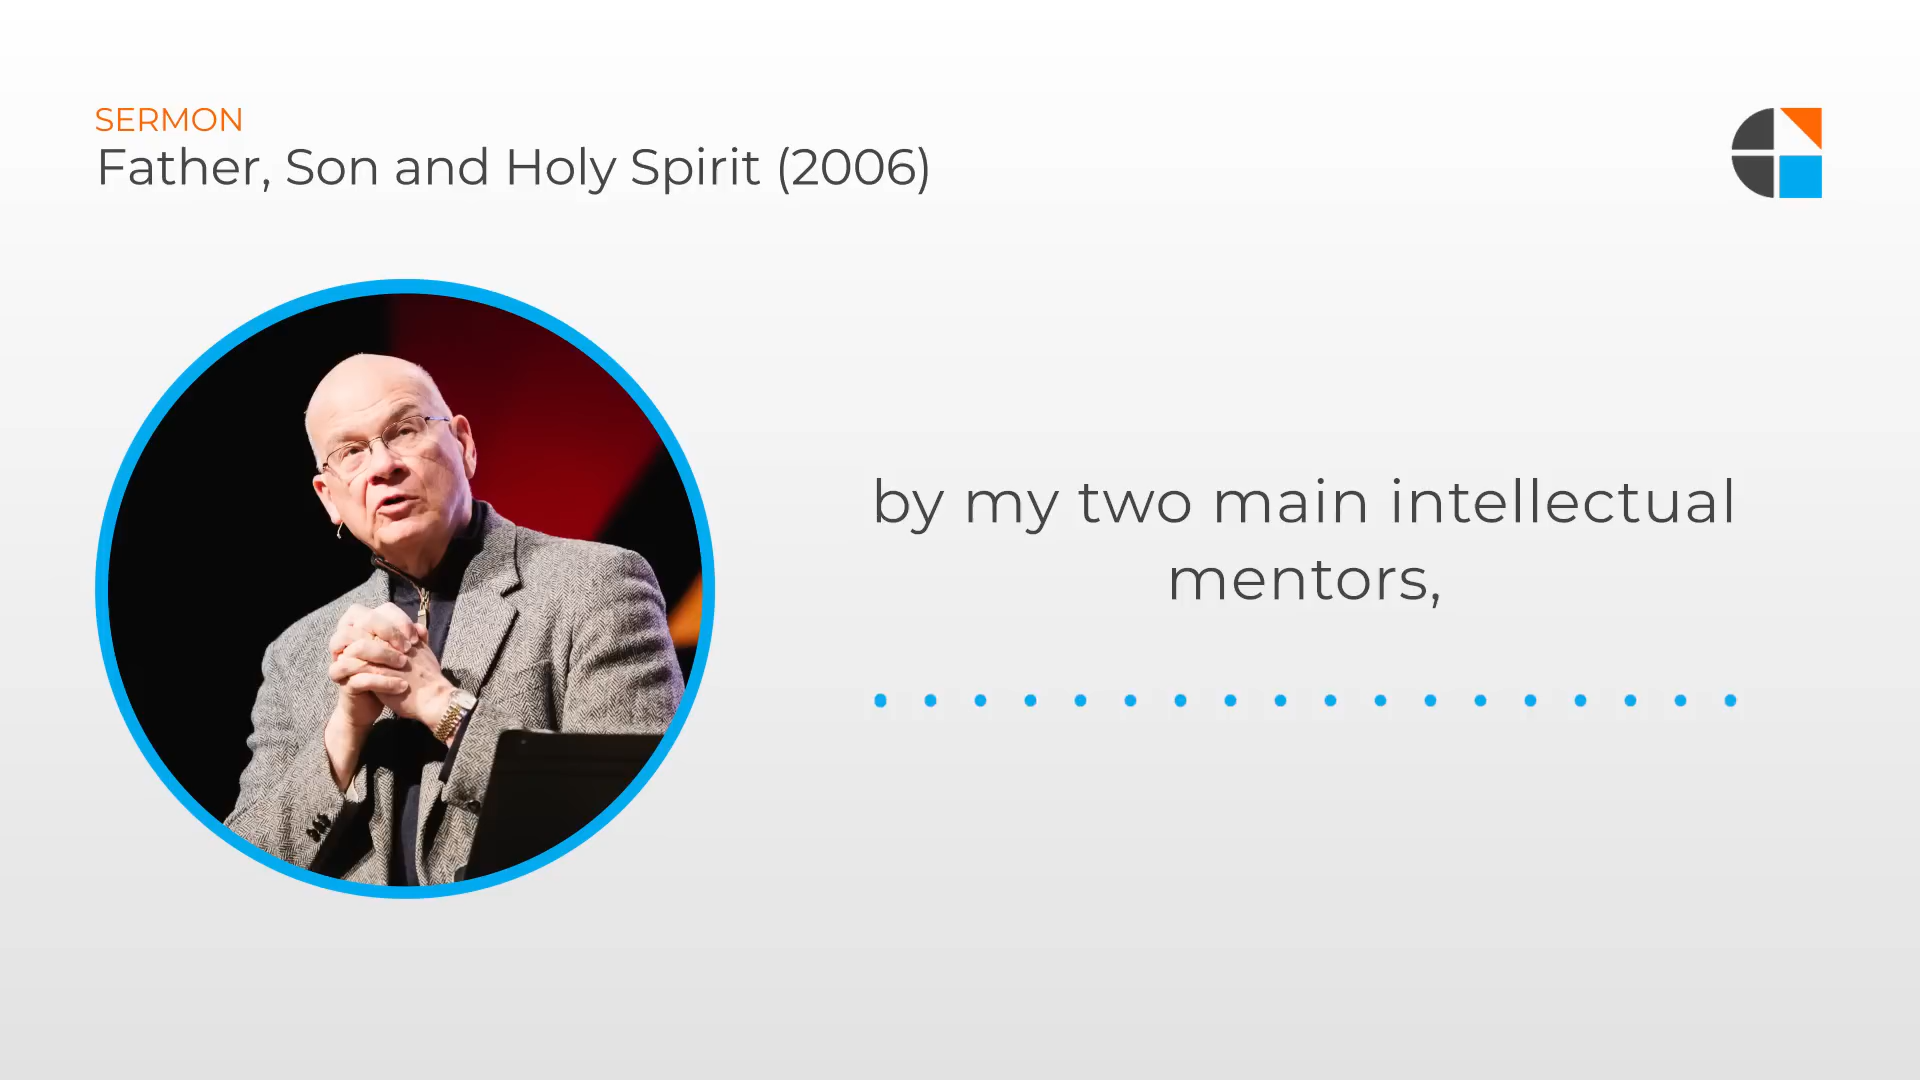 SERMON
Father, Son and Holy Spirit (2006)
by my two main intellectual
mentors,